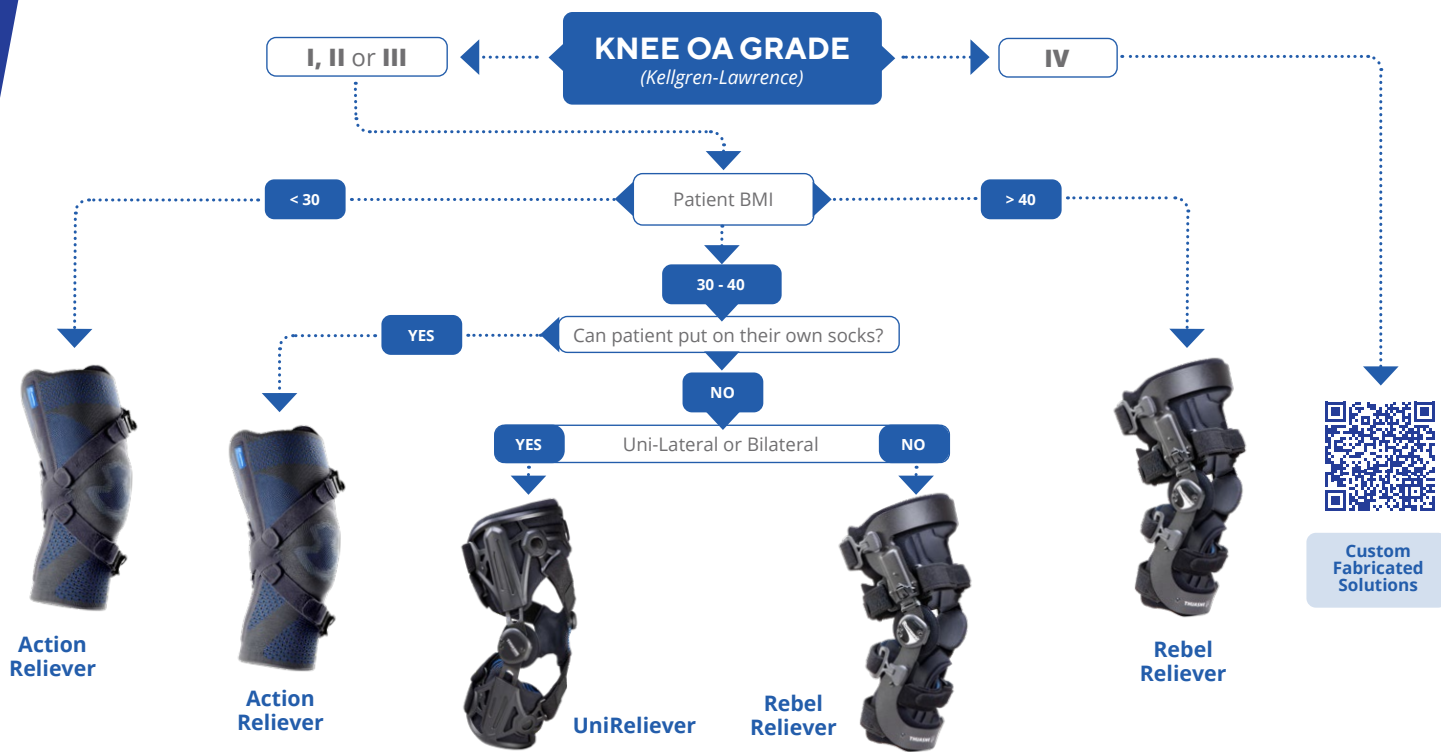 KNEE OA GRADE
(Kellgren-Lawrence)
I, II or III
IV
Patient BMI
< 30
> 40
30 - 40
Can patient put on their own socks?
YES
NO
YES
Uni-Lateral or Bilateral
NO
Action
Reliever
Action
Reliever
UniReliever
Rebel
Reliever
Rebel
Reliever
Custom
Fabricated
Solutions
THUASNE
THUASNE